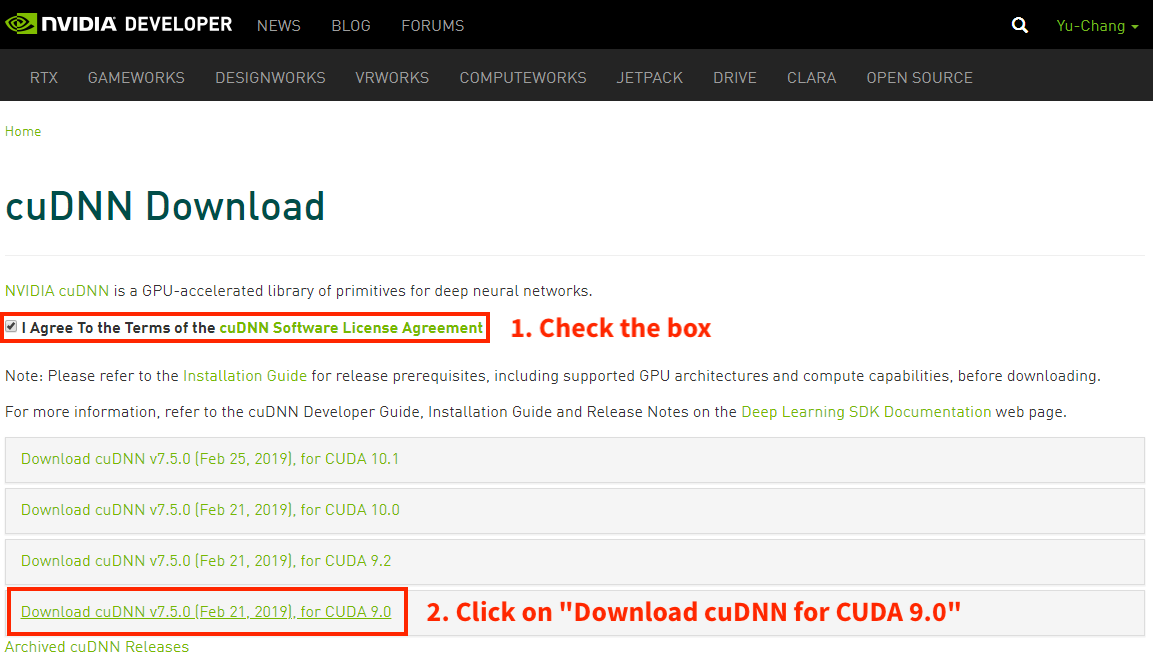 NVIDIA DEVELOPER NEWS BLOG FORUMS Yu-Chang
RTX GAMEWORKS DESIGNWORKS VRWORKS COMPUTEWORKS JETPACK DRIVE CLARA OPEN SOURCE
Home
cuDNN Download
NVIDIA cuDNN is a GPU-accelerated library of primitives for deep neural networks.
I Agree To the Terms of the cuDNN Software License Agreement 1. Check the box
Note: Please refer to the Installation Guide for release prerequisites, including supported GPU architectures and compute capabilities, before downloading.
For more information, refer to the cuDNN Developer Guide, Installation Guide and Release Notes on the Deep Learning SDK Documentation web page.
Download cuDNN v7.5.0 (Feb 25, 2019), for CUDA 10.1
Download cuDNN v7.5.0 (Feb 21, 2019), for CUDA 10.0
Download cuDNN v7.5.0 (Feb 21, 2019), for CUDA 9.2
Download cuDNN v7.5.0 (Feb 21, 2019), for CUDA 9.0 2. Click on "Download cuDNN for CUDA 9.0"
Archived cuDNN Releases